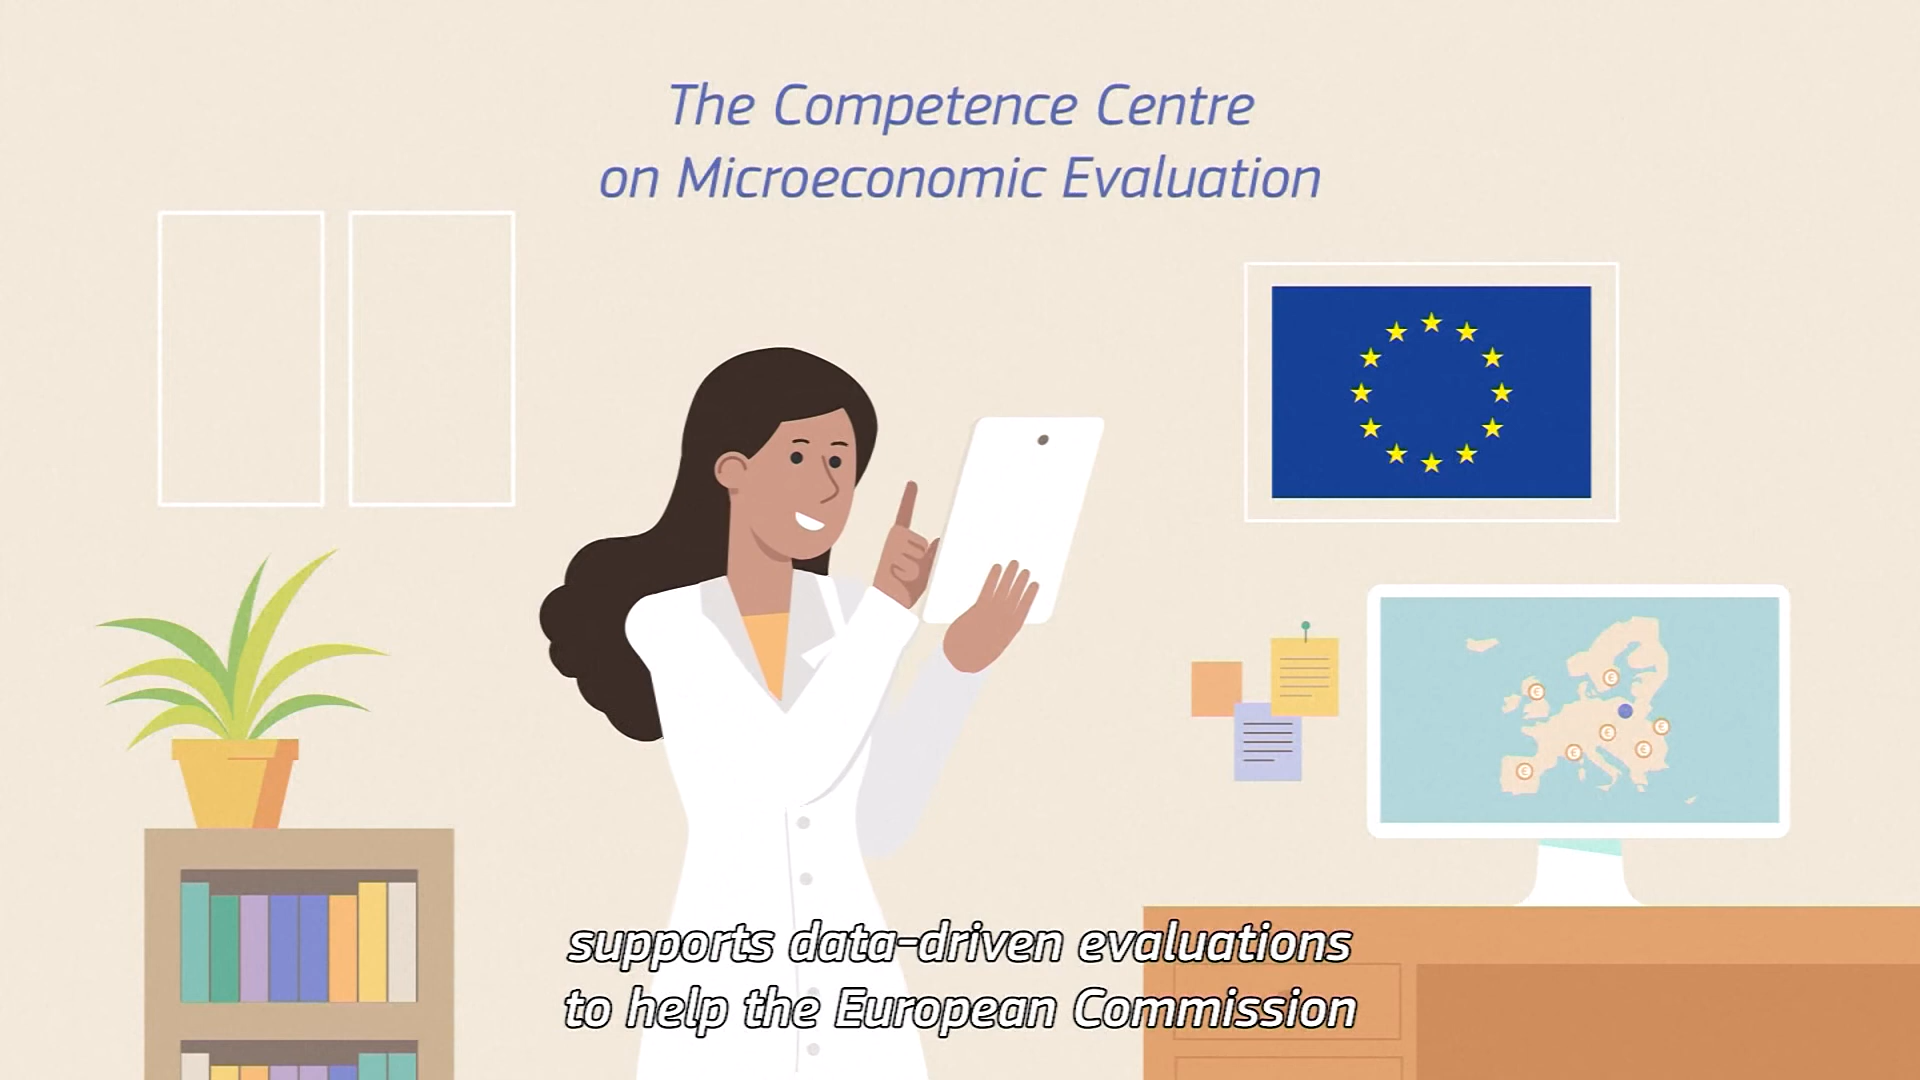 The Competence Centre
on Microeconomic Evaluation
supports data-driven evaluations
to help the European Commission